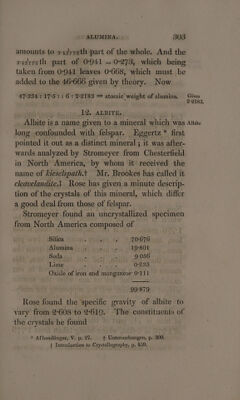 ALUMINA. 303
amounts to th part of the whole. And the
th part of 0·941 = 0·273, which being
taken from 0·941 leaves 0·668, which must be
added to the 46·666 given by theory. Now
47·334 : 17·5 : : 6 : 2·2183 = atomic weight of alumina. Gives
2·2183.
12. ALBITE.
Albite is a name given to a mineral which was Albite.
long confounded with felspar. Eggertz * first
pointed it out as a distinct mineral; it was after-
wards analyzed by Stromeyer from Chesterfield
in North America, by whom it received the
name of kieselspath.† Mr. Brookes has called it
cleavelandite.‡ Rose has given a minute descrip-
tion of the crystals of this mineral, which differ
a good deal from those of felspar.
Stromeyer found an uncrystallized specimen
from North America composed of
Silica . . . 70·676
Alumina . . . 19·801
Soda . . . 9·056
Lime . . . 0·235
Oxide of iron and manganese 0·111
99·879
Rose found the specific gravity of albite to
vary from 2·608 to 2·619. The constituents of
the crystals he found
* Afhandlingar, V. p. 27. † Untersuchungen, p. 300.
‡ Introduction to Crystallography, p. 450.